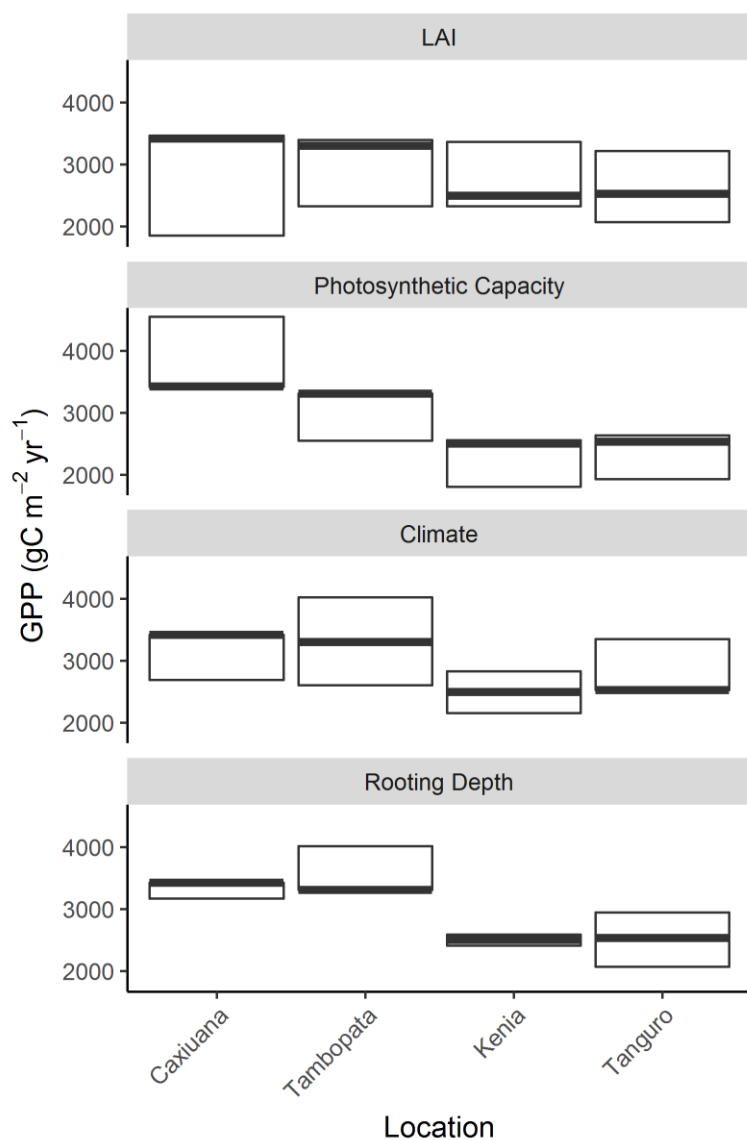 LAI
4000
3000
2000
Photosynthetic Capacity
4000
3000
2000
Climate
4000
3000
2000
Rooting Depth
4000
3000
2000
GPP (gC m⁻² yr⁻¹)
Caxiuana
Tambopata
Kenia
Tanguro
Location